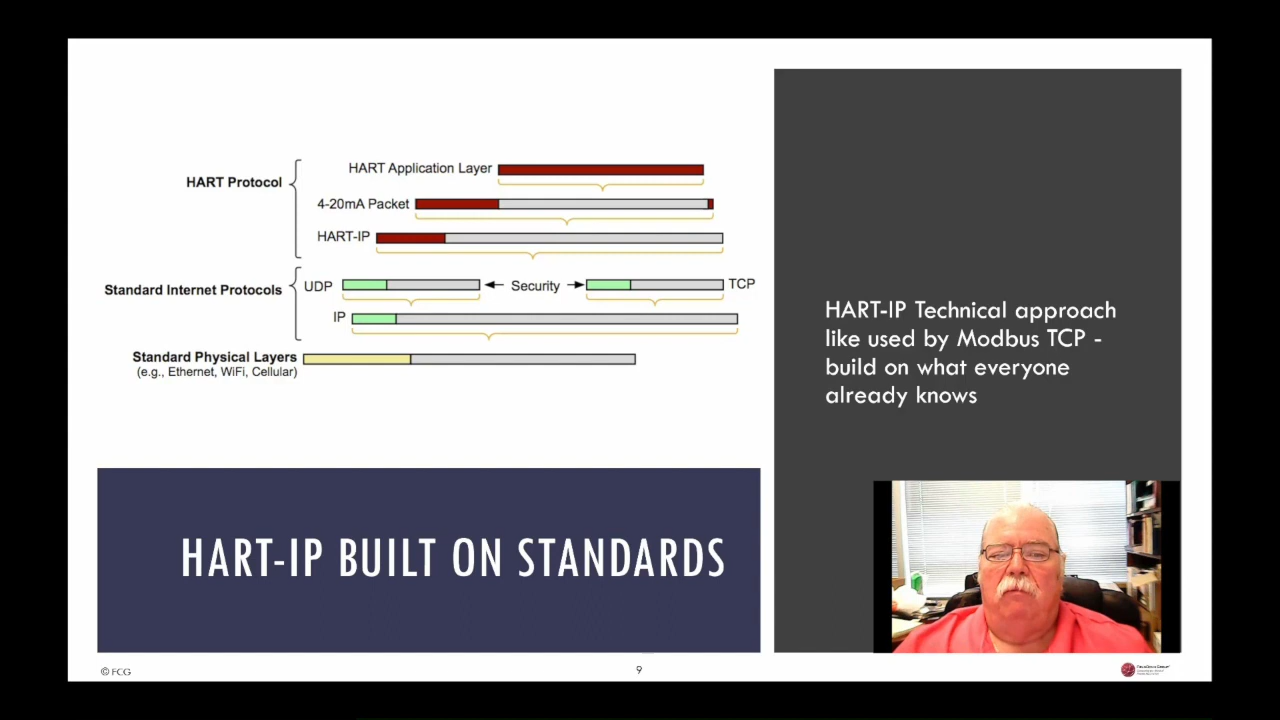 HART Application Layer
HART Protocol
4-20mA Packet
HART-IP
Standard Internet Protocols
UDP
Security
TCP
IP
Standard Physical Layers
(e.g., Ethernet, WiFi, Cellular)
HART-IP Technical approach
like used by Modbus TCP -
build on what everyone
already knows
HART-IP BUILT ON STANDARDS
© FCG
9